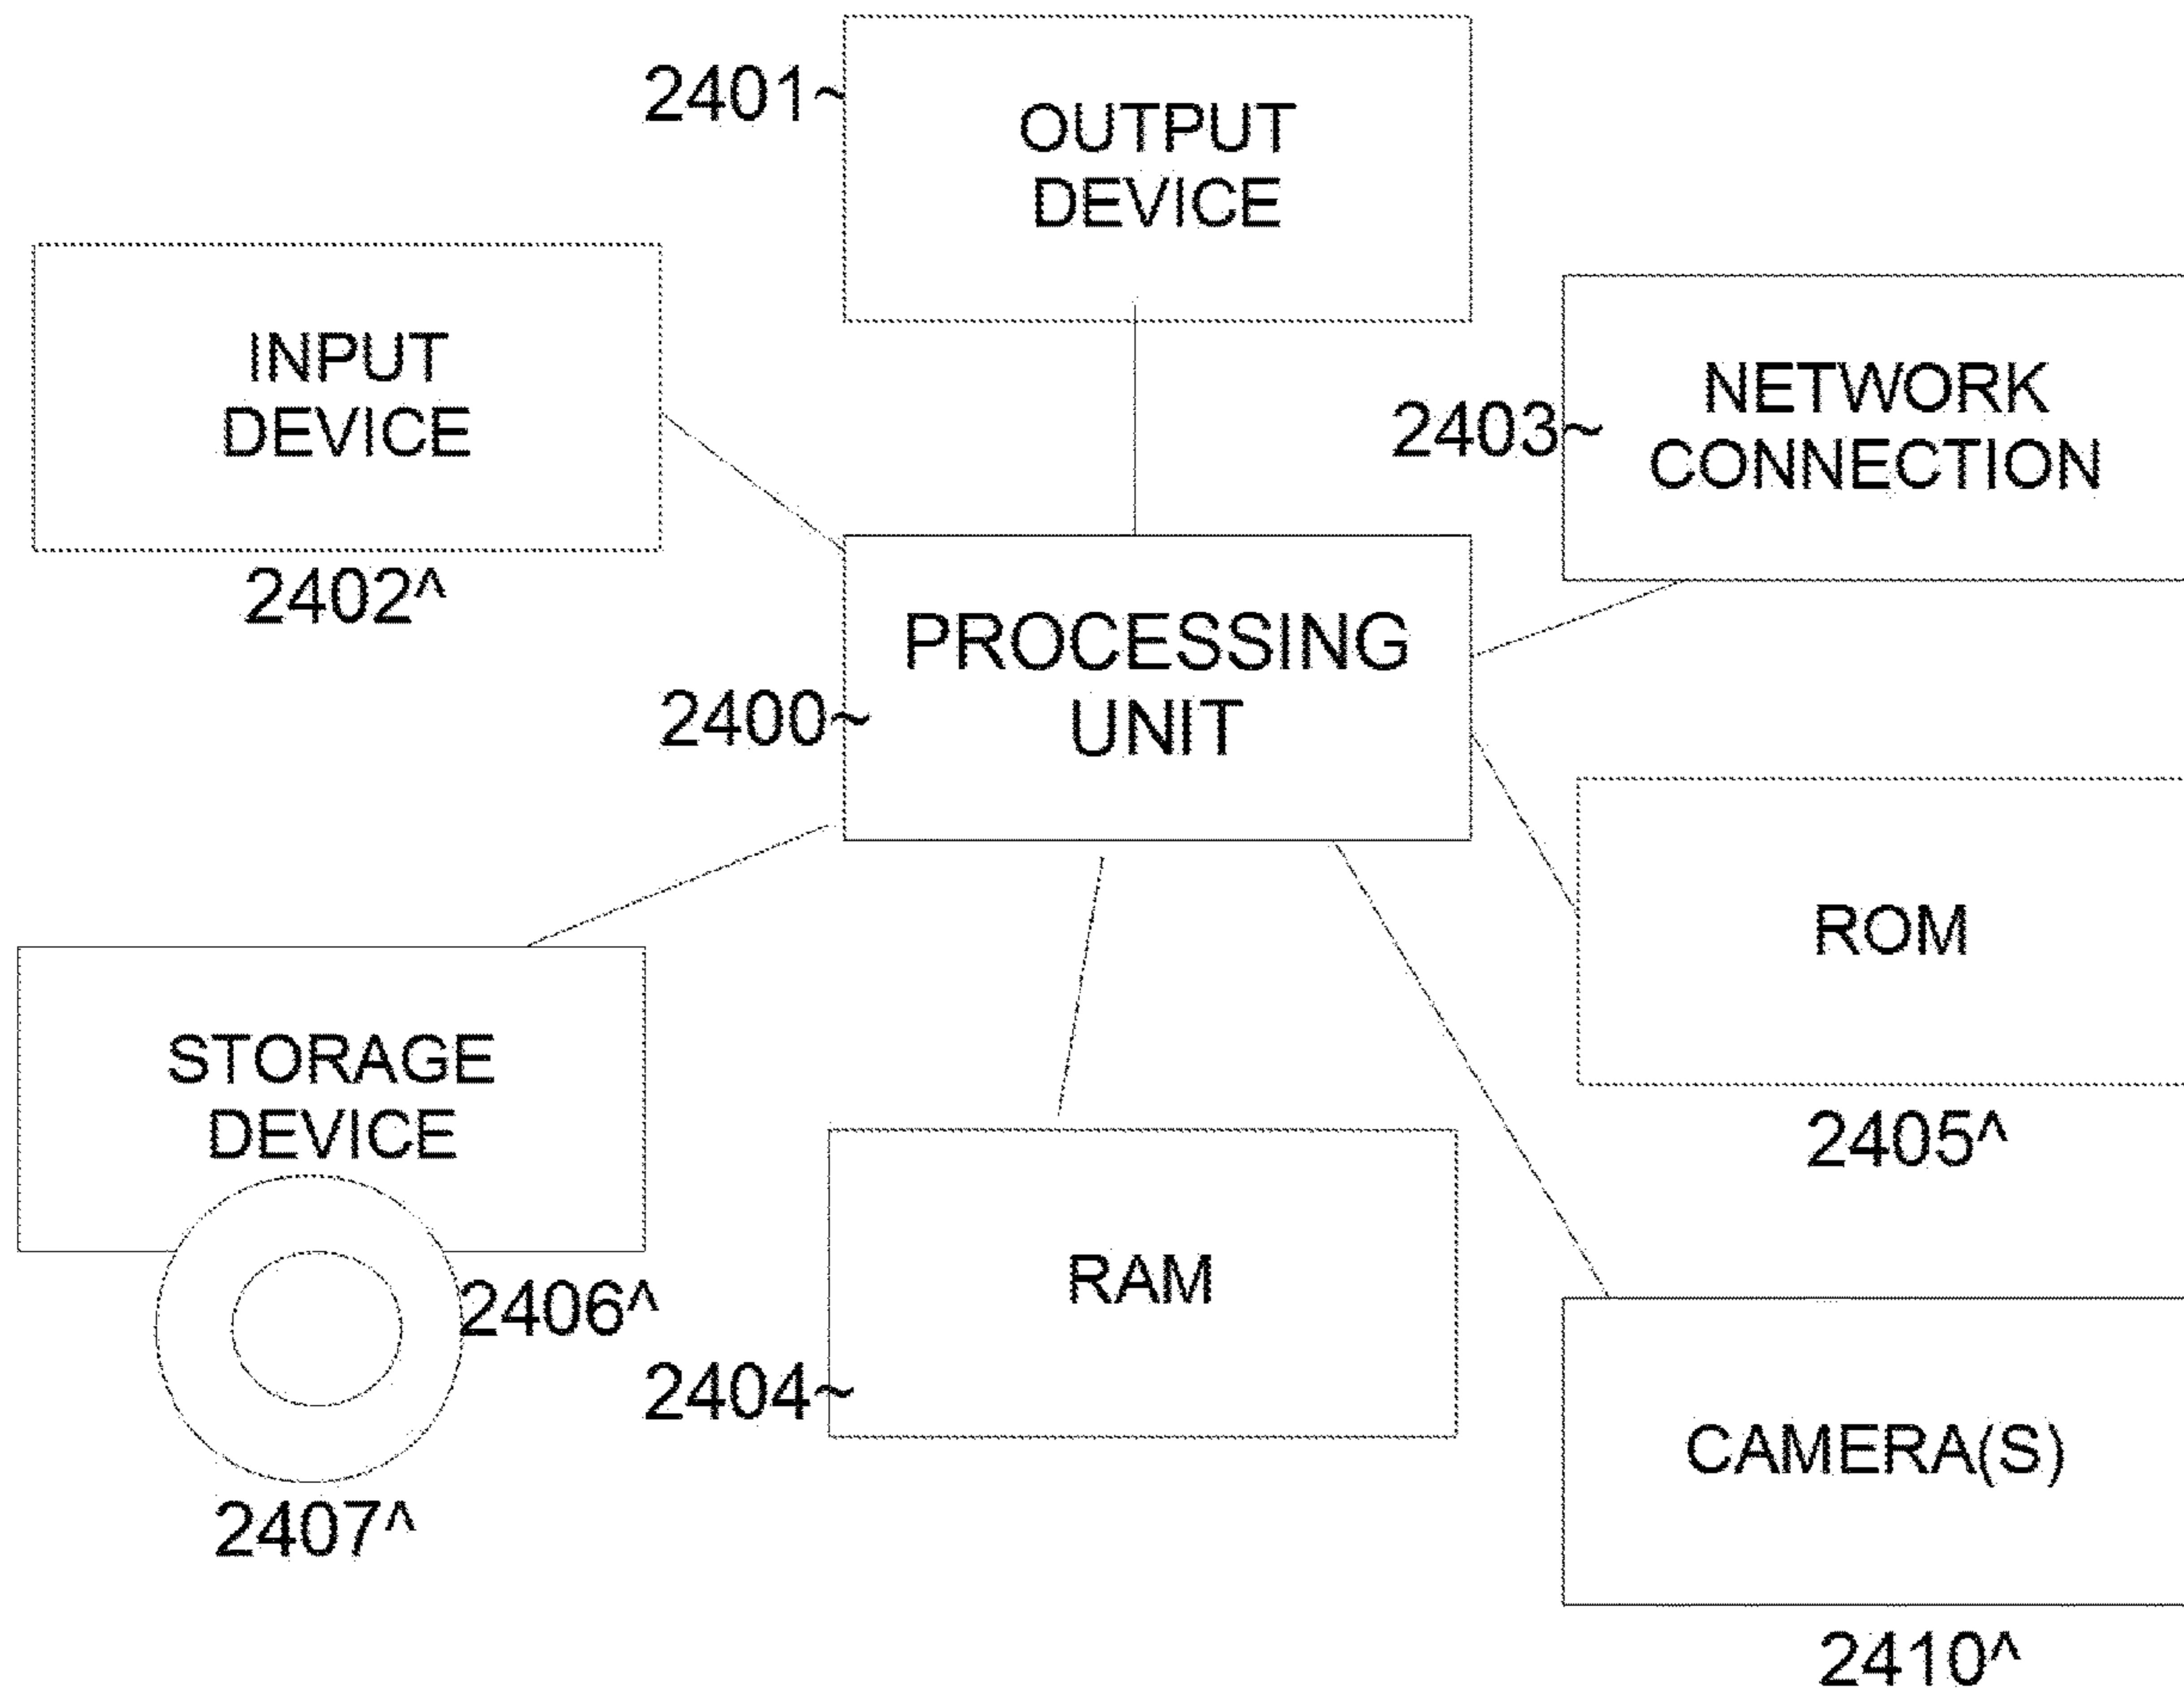 2401~
OUTPUT
DEVICE
INPUT
DEVICE
2402^
2403~
NETWORK
CONNECTION
2400~
PROCESSING
UNIT
ROM
2405^
STORAGE
DEVICE
2406^
2407^
RAM
2404~
CAMERA(S)
2410^